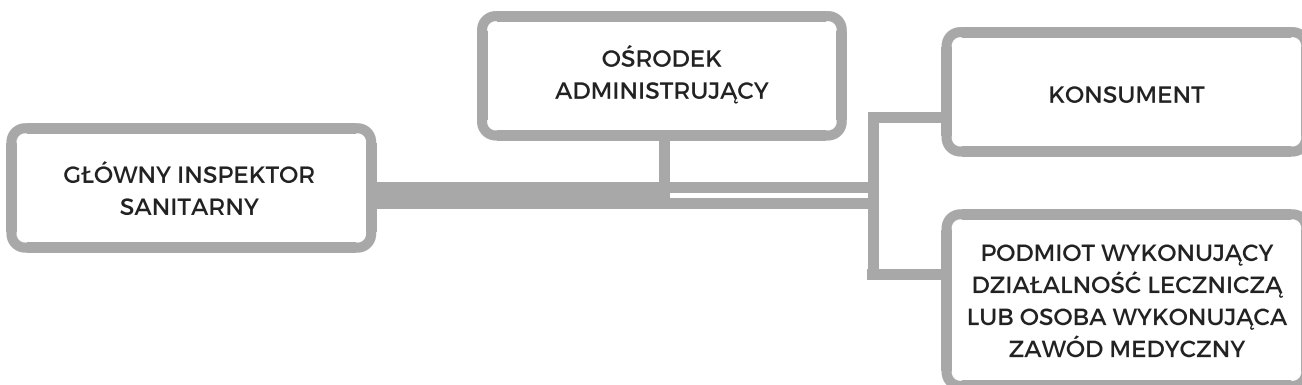 OŚRODEK
ADMINISTRUJĄCY
KONSUMENT
GŁÓWNY INSPEKTOR
SANITARNY
PODMIOT WYKONUJĄCY
DZIAŁALNOŚĆ LECZNICZĄ
LUB OSOBA WYKONUJĄCA
ZAWÓD MEDYCZNY